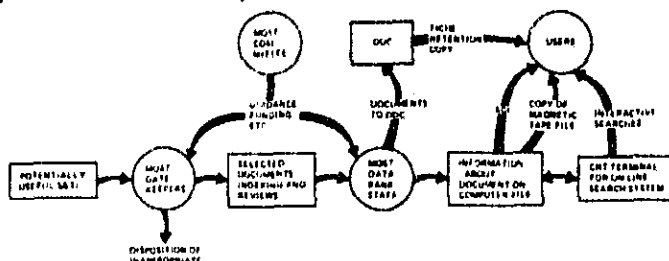 MOST
COM
MITTEE
DDC
FICHE
RETENTION
COPY
USERS
GUIDANCE
FUNDING
ETC
DOCUMENTS
TO DDC
COPY OF
MAGNETIC
TAPE FILE
INTERACTIVE
SEARCHES
POTENTIALLY
USEFUL
MOST
GATE
KEEPERS
SELECTED
DOCUMENTS
INDEXING AND
REVIEWS
MOST
DATA
BANK
STAFF
INFORMATION
ABOUT
DOCUMENT ON
COMPUTER FILE
CRT TERMINAL
FOR ON-LINE
SEARCH SYSTEM
DISPOSITION OF
INAPPROPRIATE